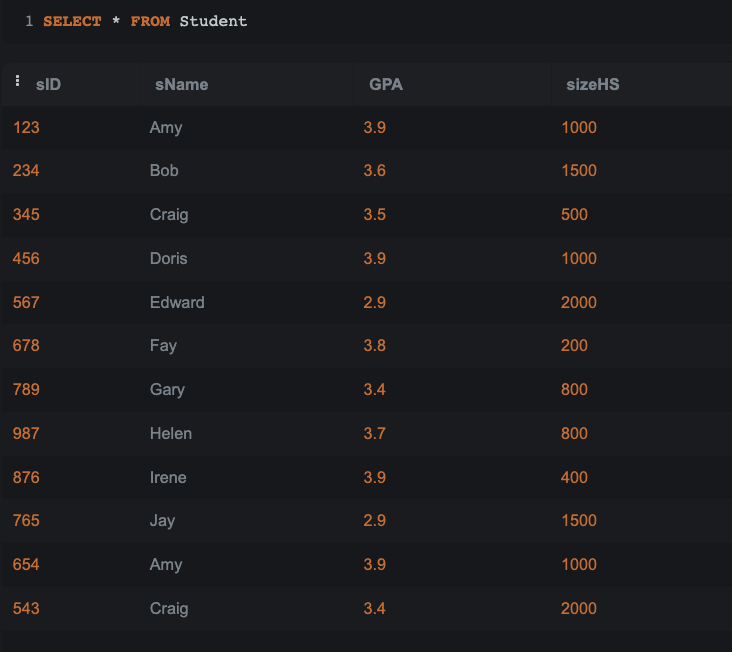 1 SELECT * FROM Student
sID sName GPA sizeHS
123 Amy 3.9 1000
234 Bob 3.6 1500
345 Craig 3.5 500
456 Doris 3.9 1000
567 Edward 2.9 2000
678 Fay 3.8 200
789 Gary 3.4 800
987 Helen 3.7 800
876 Irene 3.9 400
765 Jay 2.9 1500
654 Amy 3.9 1000
543 Craig 3.4 2000